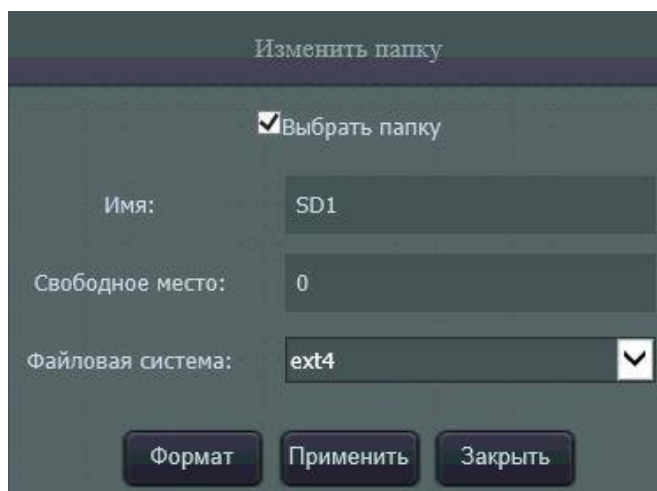 Изменить папку
Выбрать папку
Имя: SD1
Свободное место: 0
Файловая система: ext4
Формат Применить Закрыть